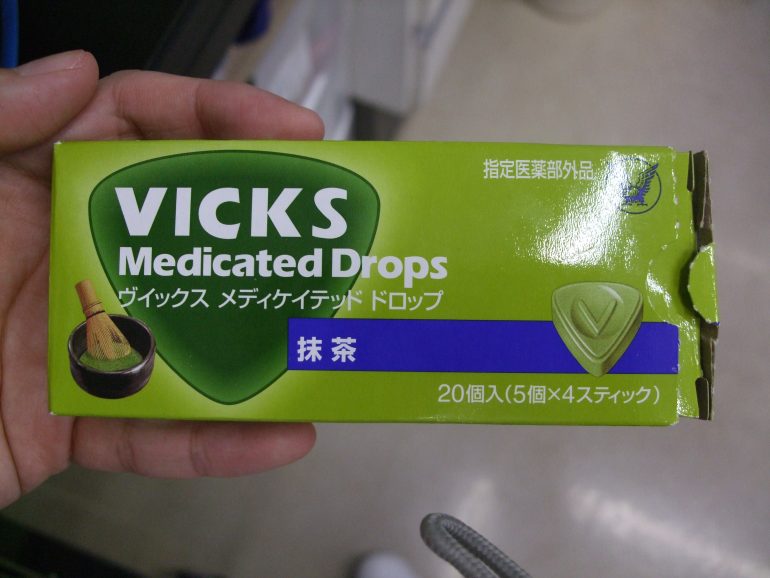 指定医薬部外品
VICKS
Medicated Drops
ヴイックス メディケイテッド ドロップ
抹茶
V
20個入(5個×4スティック)